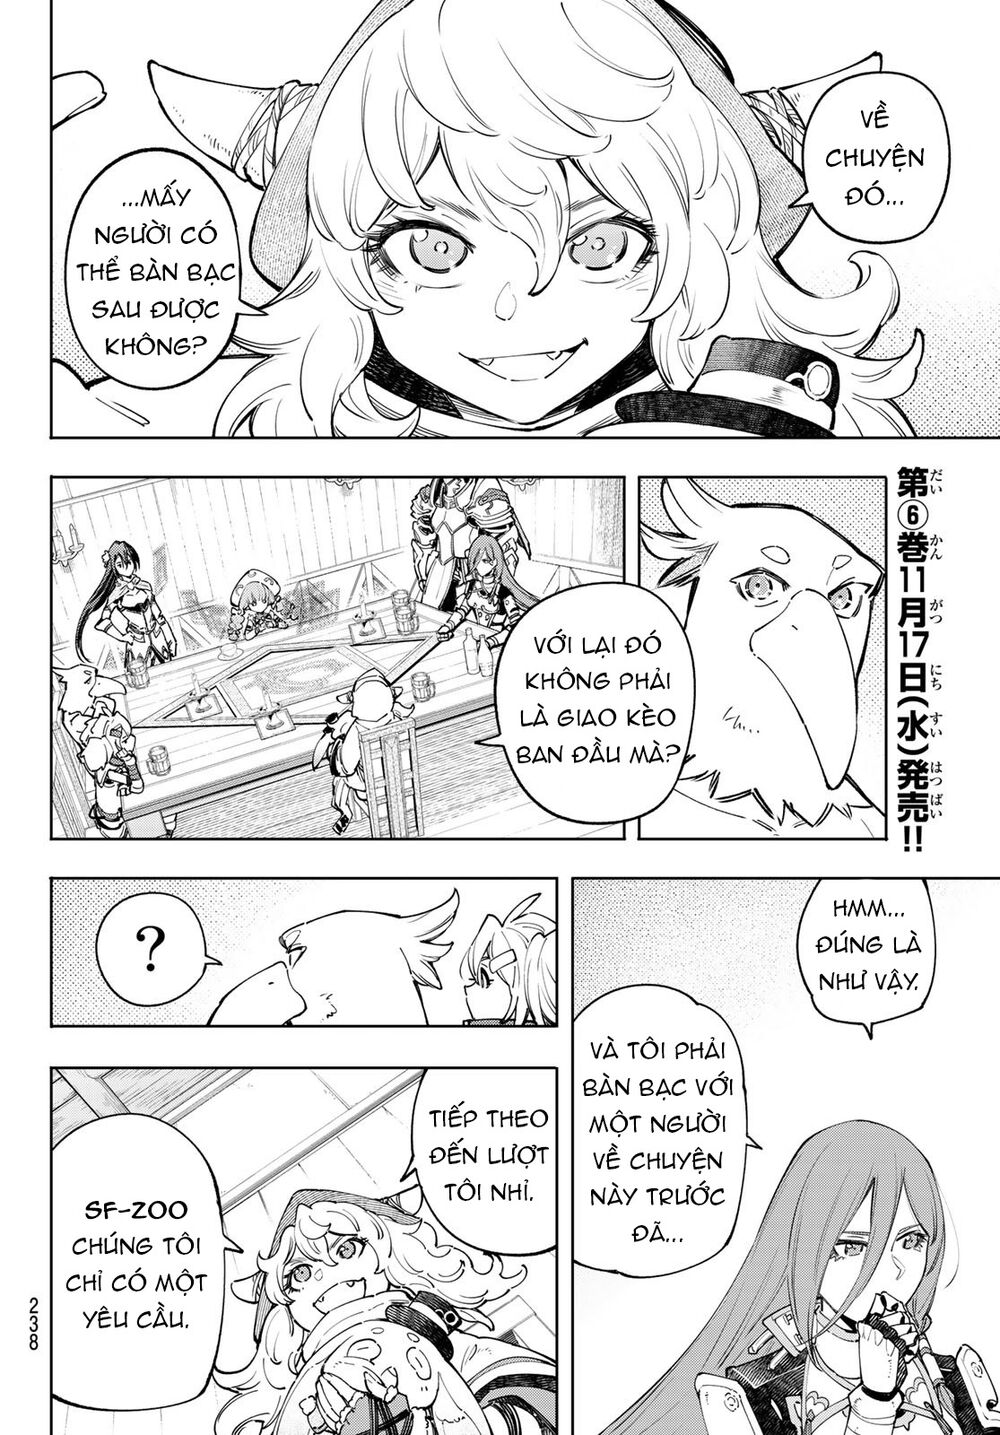 VỀ
CHUYỆN
ĐÓ...
...MẤY
NGƯỜI CÓ
THỂ BÀN BẠC
SAU ĐƯỢC
KHÔNG?
第⑥巻11月17日(水)発売!!
だい かん がつ にち すい はつ ばい
VỚI LẠI ĐÓ
KHÔNG PHẢI
LÀ GIAO KÈO
BAN ĐẦU MÀ?
HMM...
ĐÚNG LÀ
NHƯ VẬY.
VÀ TÔI PHẢI
BÀN BẠC VỚI
MỘT NGƯỜI
VỀ CHUYỆN
NÀY TRƯỚC
ĐÃ...
?
TIẾP THEO
ĐẾN LƯỢT
TÔI NHỈ.
SF-ZOO
CHÚNG TÔI
CHỈ CÓ MỘT
YÊU CẦU.
238